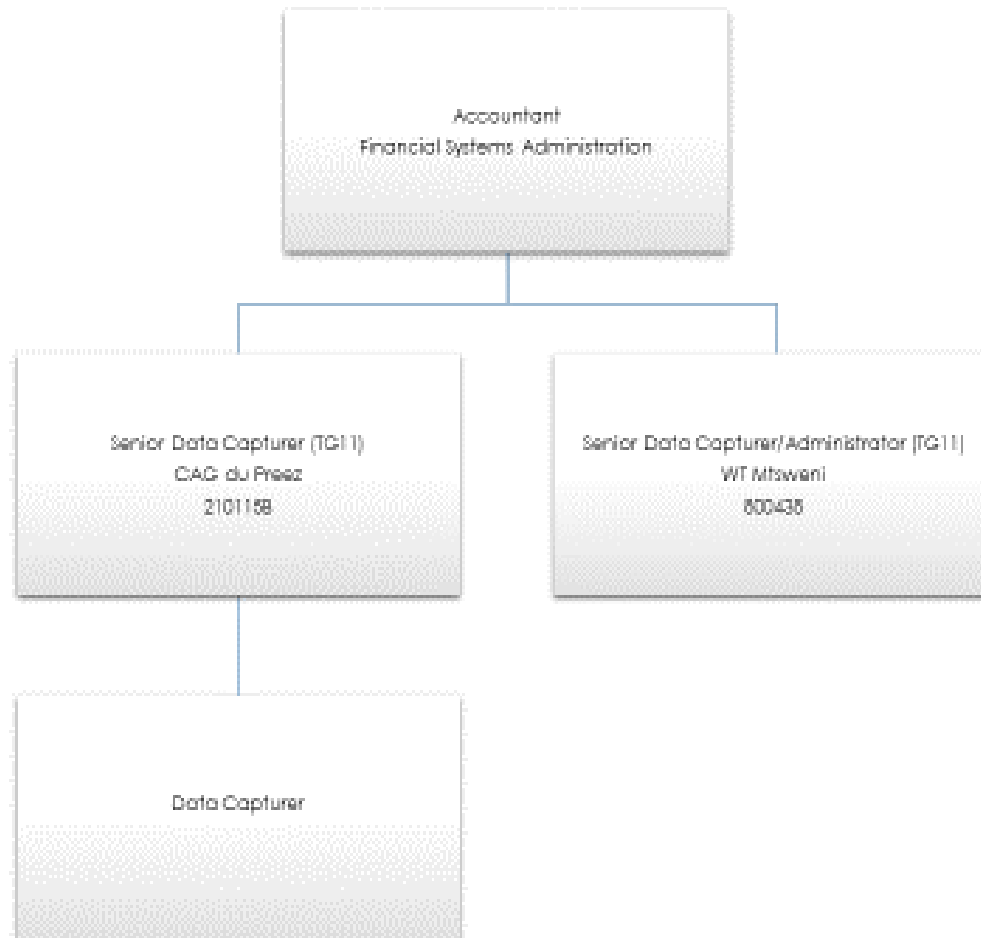 Accountant
Financial Systems Administration
Senior Data Capturer (TG11)
CAG du Preez
2101158
Senior Data Capturer/Administrator (TG11)
WT Mtsweni
800438
Data Capturer